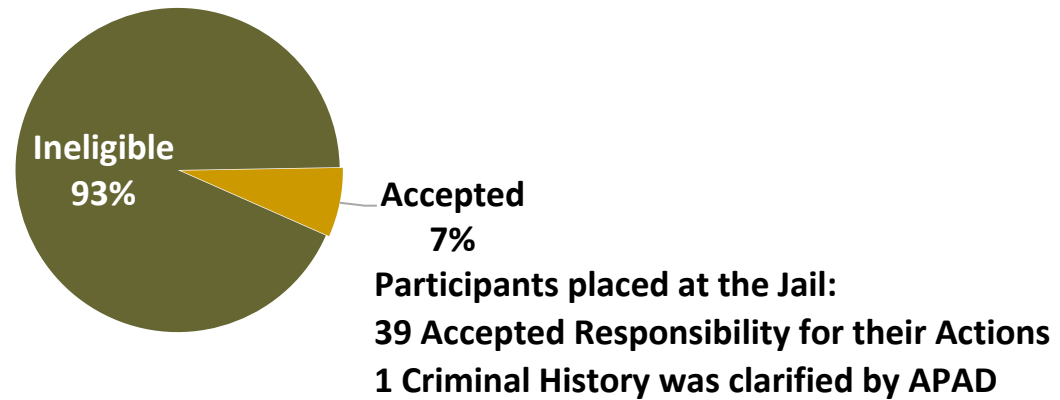 Ineligible
93%
Accepted
7%
Participants placed at the Jail:
39 Accepted Responsibility for their Actions
1 Criminal History was clarified by APAD